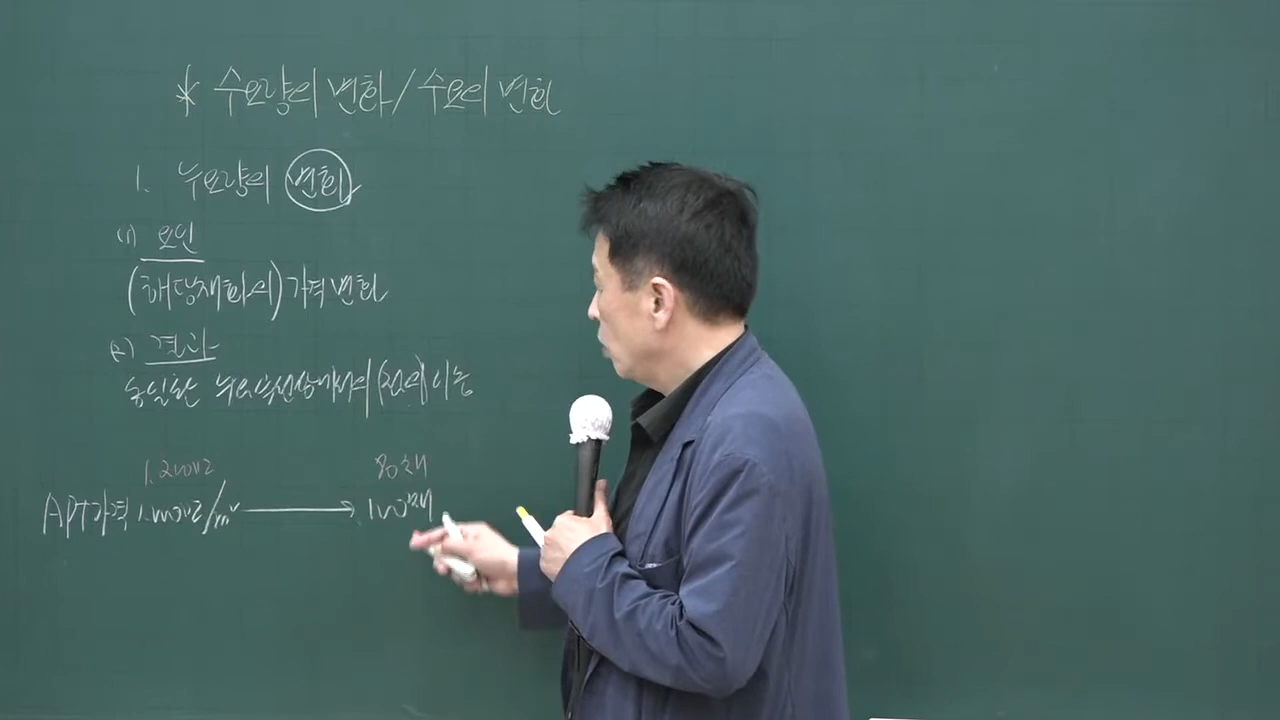 * 수요량의 변화 / 수요의 변화
1. 수요량의 변화
(1) 요인
(해당재화의) 가격변화
(2) 결과
동일한 수요곡선상에서의 (점의) 이동
1,200만 80채
APT가격 1,000만/㎡ → 100채